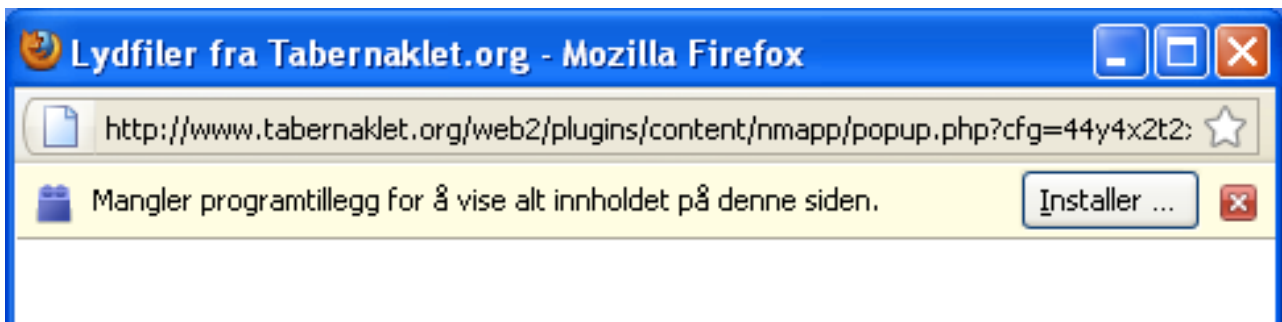 Lydfiler fra Tabernaklet.org - Mozilla Firefox
http://www.tabernaklet.org/web2/plugins/content/nmapp/popup.php?cfg=44y4x2t2
Mangler programtillegg for å vise alt innholdet på denne siden.
Installer ...